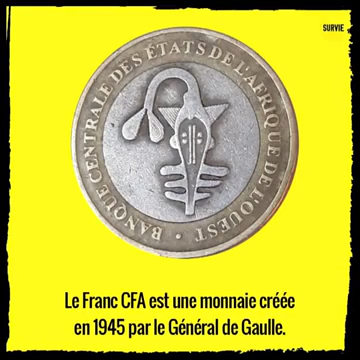 SURVIE
BANQUE CENTRALE DES ÉTATS DE L'AFRIQUE DE L'OUEST ·
Le Franc CFA est une monnaie créée
en 1945 par le Général de Gaulle.